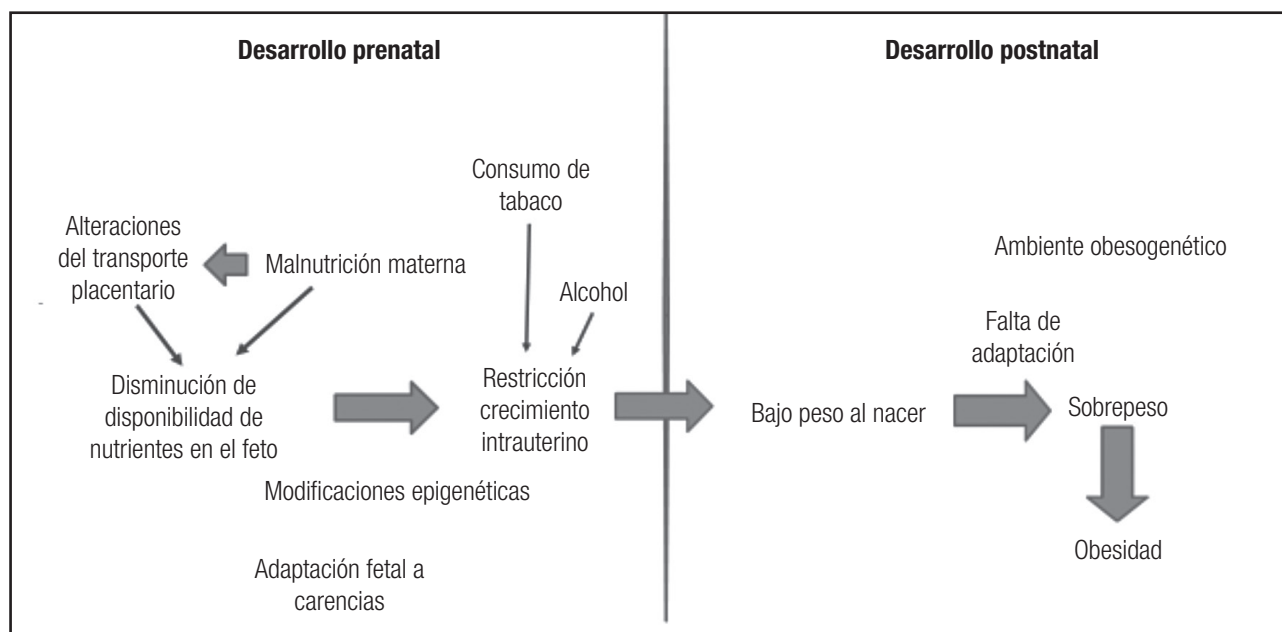 Desarrollo prenatal
Consumo de
tabaco
Alteraciones
del transporte
placentario
Malnutrición materna
Alcohol
Disminución de
disponibilidad de
nutrientes en el feto
Restricción
crecimiento
intrauterino
Modificaciones epigenéticas
Adaptación fetal a
carencias
Desarrollo postnatal
Ambiente obesogenético
Falta de
adaptación
Bajo peso al nacer
Sobrepeso
Obesidad